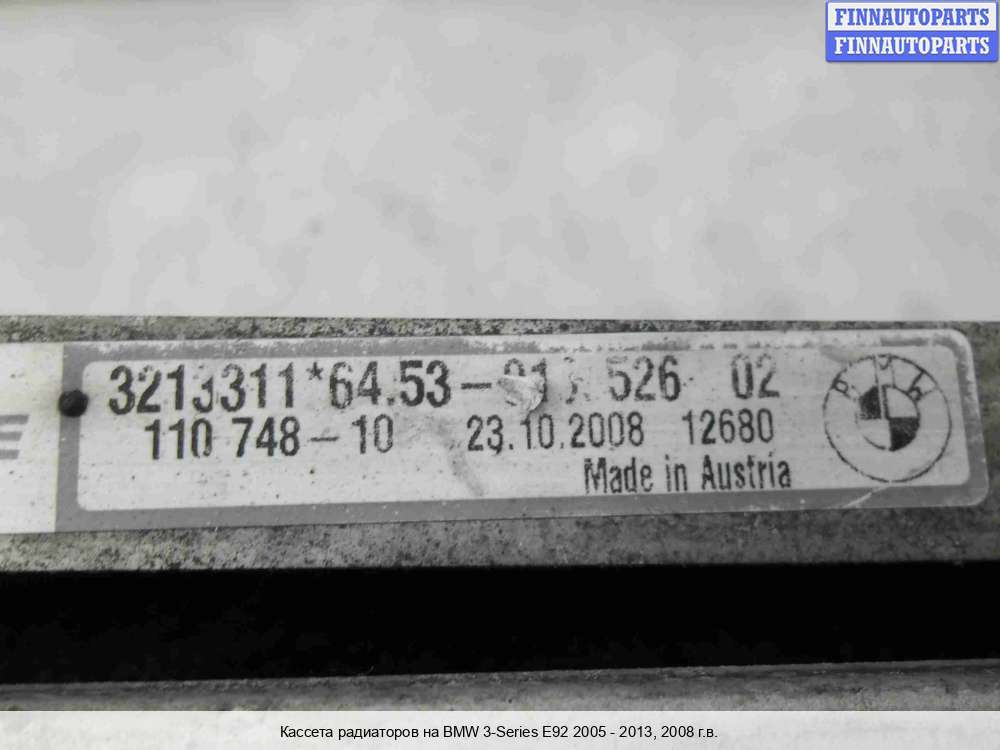 FINNAUTOPARTS
FINNAUTOPARTS
3213311*64.53- 526 02
110 748-10 23.10.2008 12680
Made in Austria
BMW
Кассета радиаторов на BMW 3-Series E92 2005 - 2013, 2008 г.в.